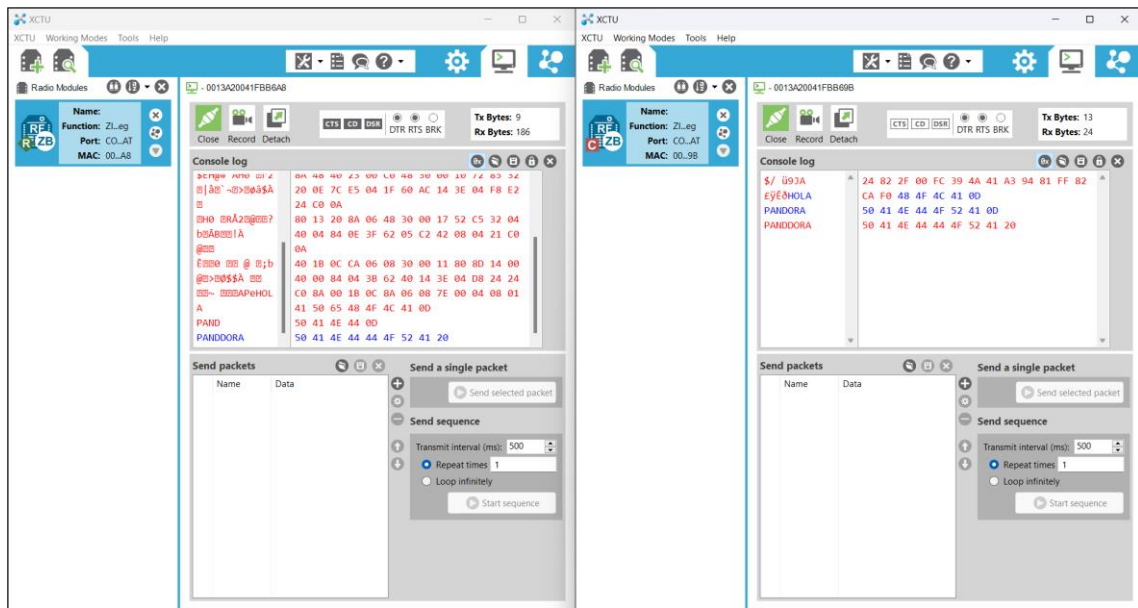 XCTU
XCTU Working Modes Tools Help
Radio Modules
Name:
Function: ZI...eg
Port: CO...AT
MAC: 00...A8
RF
ZB
R
- 0013A20041FBB6A8
Close Record Detach
CTS CD DSR
DTR RTS BRK
Tx Bytes: 9
Rx Bytes: 186
Console log
20 0E 7C E5 04 1F 60 AC 14 3E 04 F8 E2
24 C0 0A
80 13 20 8A 06 48 30 00 17 52 C5 32 04
40 04 84 0E 3F 62 05 C2 42 08 04 21 C0
0A
40 1B 0C CA 06 08 30 00 11 80 8D 14 00
40 00 84 04 3B 62 40 14 3E 04 D8 24 24
C0 8A 00 1B 0C 8A 06 08 7E 00 04 08 01
A 41 50 65 48 4F 4C 41 0D
PAND 50 41 4E 44 0D
PANDDORA 50 41 4E 44 44 4F 52 41 20
Send packets
Name Data
Send a single packet
Send selected packet
Send sequence
Transmit interval (ms): 500
Repeat times 1
Loop infinitely
Start sequence
XCTU
XCTU Working Modes Tools Help
Radio Modules
Name:
Function: ZI...eg
Port: CO...AT
MAC: 00...9B
RF
ZB
C
- 0013A20041FBB69B
Close Record Detach
CTS CD DSR
DTR RTS BRK
Tx Bytes: 13
Rx Bytes: 24
Console log
$/ ü9JA 24 82 2F 00 FC 39 4A 41 A3 94 81 FF 82
£ÿÊðHOLA CA F0 48 4F 4C 41 0D
PANDORA 50 41 4E 44 4F 52 41 0D
PANDDORA 50 41 4E 44 44 4F 52 41 20
Send packets
Name Data
Send a single packet
Send selected packet
Send sequence
Transmit interval (ms): 500
Repeat times 1
Loop infinitely
Start sequence